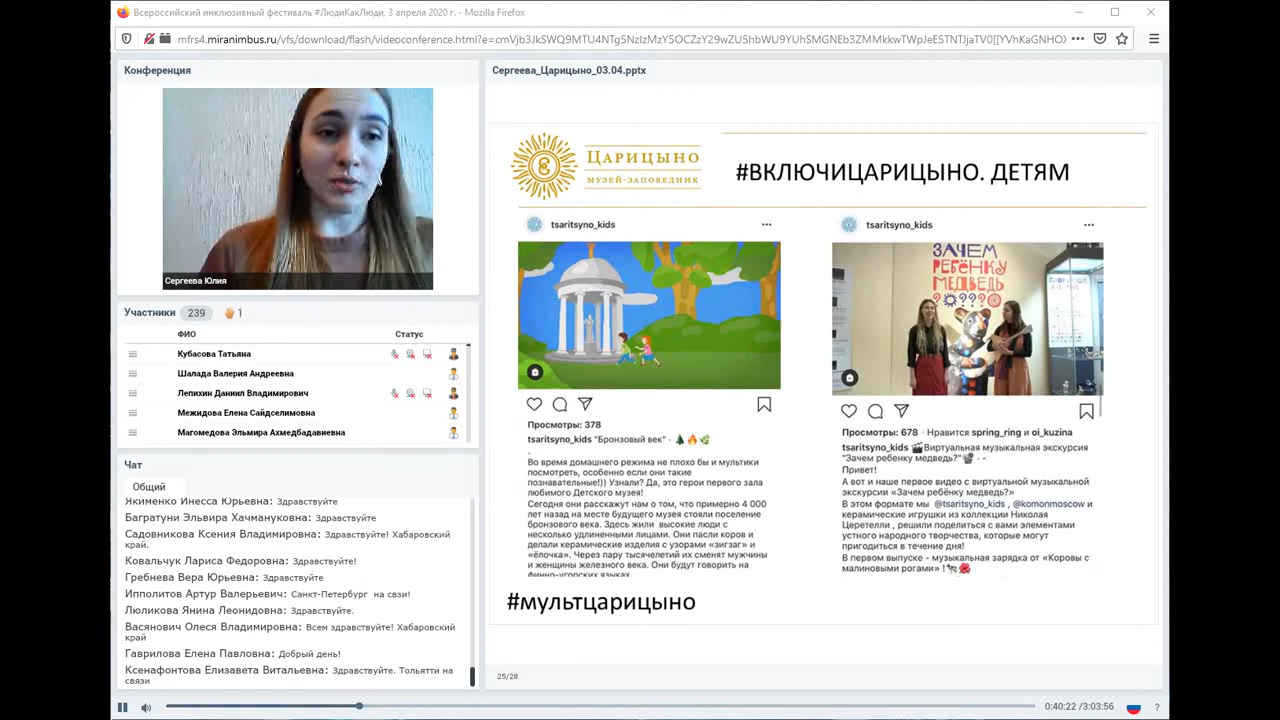 Всероссийский инклюзивный фестиваль #ЛюдиКакЛюди, 3 апреля 2020 г. - Mozilla Firefox
Конференция
Сергеева Юлия
Участники 239 1
ФИО Статус
Кубасова Татьяна
Шалада Валерия Андреевна
Лепихин Даниил Владимирович
Межидова Елена Сайдселимовна
Магомедова Эльмира Ахмедбадавиевна
Чат
Общий
Якименко Инесса Юрьевна: Здравствуйте
Багратуни Эльвира Хачмануковна: Здравствуйте
Садовникова Ксения Владимировна: Здравствуйте! Хабаровский
край.
Ковальчук Лариса Федоровна: Здравствуйте!
Гребнева Вера Юрьевна: Здравствуйте
Ипполитов Артур Валерьевич: Санкт-Петербург на свзи!
Люликова Янина Леонидовна: Здравствуйте.
Васянович Олеся Владимировна: Всем здравствуйте! Хабаровский
край
Гаврилова Елена Павловна: Добрый день!
Ксенафонтова Елизавета Витальевна: Здравствуйте. Тольятти на
связи
Сергеева_Царицыно_03.04.pptx
ЦАРИЦЫНО
МУЗЕЙ-ЗАПОВЕДНИК
#ВКЛЮЧИЦАРИЦЫНО. ДЕТЯМ
tsaritsyno_kids
Просмотры: 378
tsaritsyno_kids "Бронзовый век" ·
.
Во время домашнего режима не плохо бы и мультики
посмотреть, особенно если они такие
познавательные!)) Узнали? Да, это герои первого зала
любимого Детского музея!
Сегодня они расскажут нам о том, что примерно 4 000
лет назад на месте будущего музея стояли поселение
бронзового века. Здесь жили высокие люди с
несколько удлиненными лицами. Они пасли коров и
делали керамические изделия с узорами «зигзаг» и
«ёлочка». Через пару тысячелетий их сменят мужчины
и женщины железного века. Они будут говорить на
финно-угорских языках
tsaritsyno_kids
ЗАЧЕМ
РЕБЁНКУ
МЕДВЕДЬ
Просмотры: 678 · Нравится spring_ring и oi_kuzina
tsaritsyno_kids Виртуальная музыкальная экскурсия
"Зачем ребенку медведь?" · -
Привет!
А вот и наше первое видео с виртуальной музыкальной
экскурсии «Зачем ребёнку медведь?»
В этом формате мы @tsaritsyno_kids , @komonmoscow и
керамические игрушки из коллекции Николая
Церетелли , решили поделиться с вами элементами
устного народного творчества, которые могут
пригодиться в течение дня!
В первом выпуске - музыкальная зарядка от «Коровы с
малиновыми рогами» !
#мультцарицыно
25/28
0:40:22 /3:03:56 ?